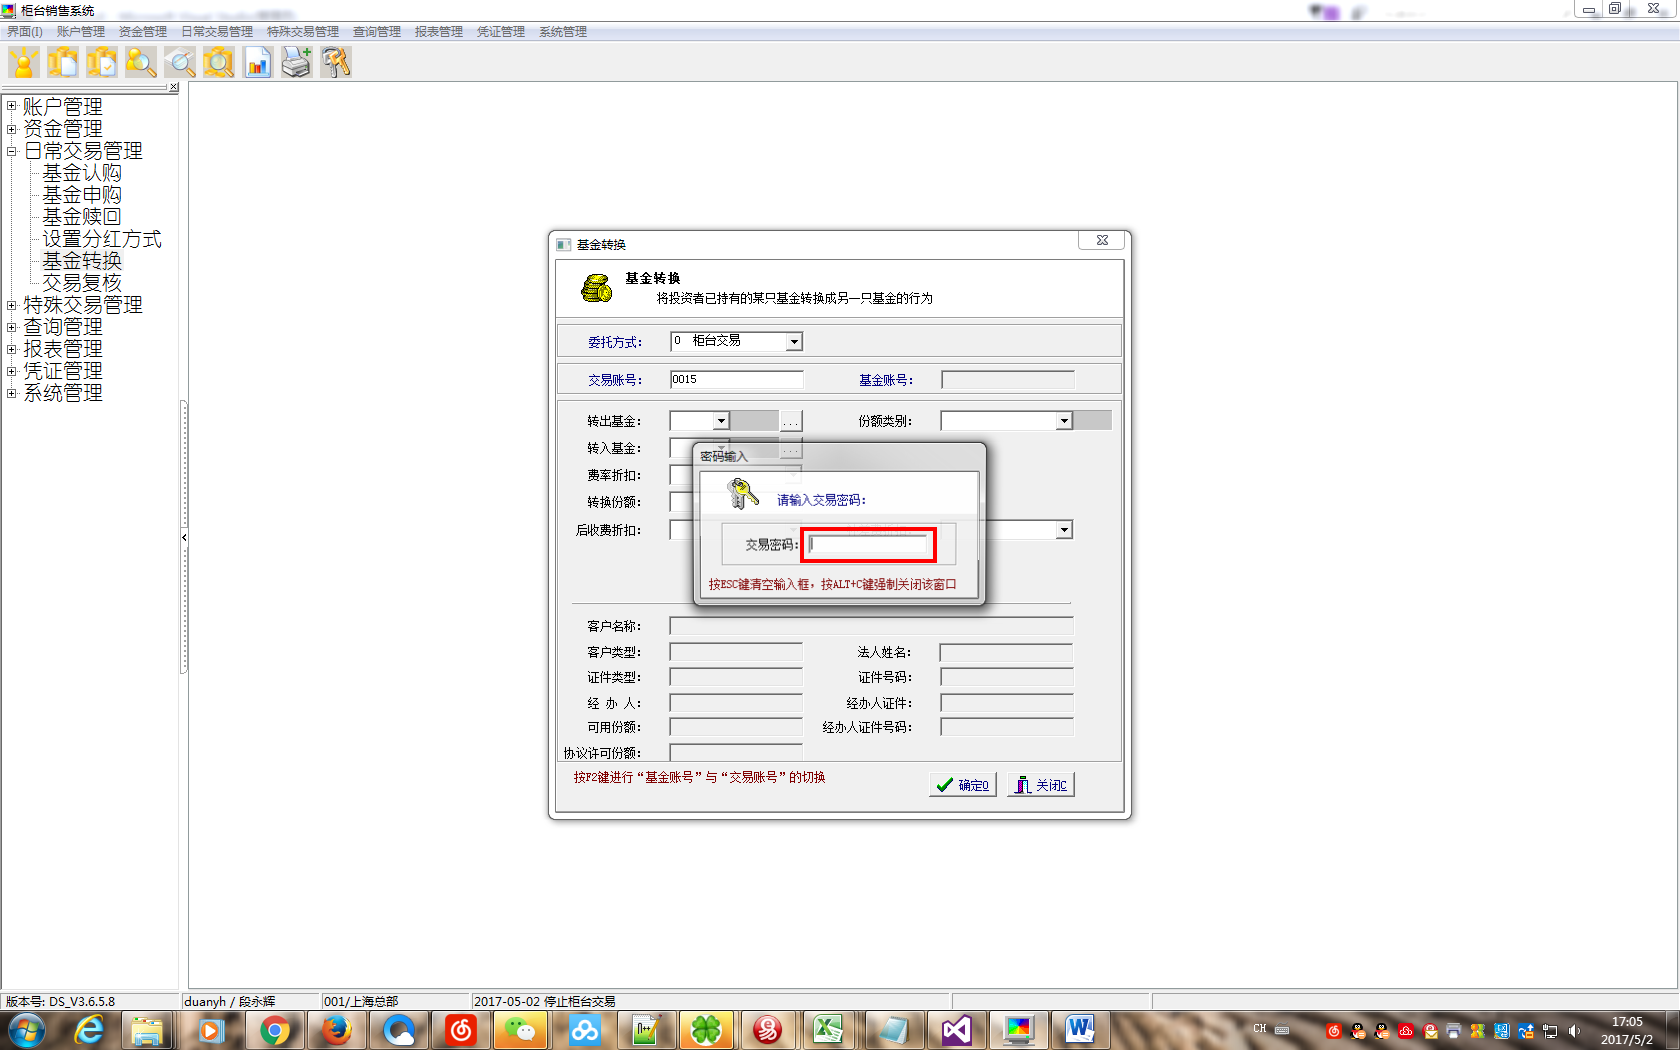 柜台销售系统
界面(I) 账户管理 资金管理 日常交易管理 特殊交易管理 查询管理 报表管理 凭证管理 系统管理
账户管理
资金管理
日常交易管理
基金认购
基金申购
基金赎回
设置分红方式
基金转换
交易复核
特殊交易管理
查询管理
报表管理
凭证管理
系统管理
基金转换
基金转换
将投资者已持有的某只基金转换成另一只基金的行为
委托方式： 0 柜台交易
交易账号： 0015 基金账号：
转出基金： ... 份额类别：
转入基金： ...
费率折扣：
转换份额：
后收费折扣：
密码输入
请输入交易密码：
交易密码：
按ESC键清空输入框，按ALT+C键强制关闭该窗口
客户名称：
客户类型： 法人姓名：
证件类型： 证件号码：
经 办 人： 经办人证件：
可用份额： 经办人证件号码：
协议许可份额：
按F2键进行“基金账号”与“交易账号”的切换
确定O 关闭C
版本号: DS_V3.6.5.8 duanyh / 段永辉 001/上海总部 2017-05-02 停止柜台交易
CH 17:05
2017/5/2